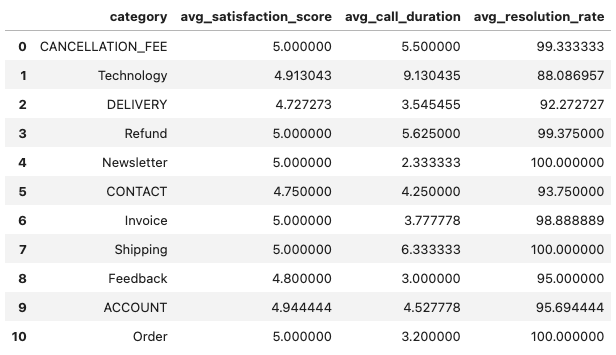 category avg_satisfaction_score avg_call_duration avg_resolution_rate
0 CANCELLATION_FEE 5.000000 5.500000 99.333333
1 Technology 4.913043 9.130435 88.086957
2 DELIVERY 4.727273 3.545455 92.272727
3 Refund 5.000000 5.625000 99.375000
4 Newsletter 5.000000 2.333333 100.000000
5 CONTACT 4.750000 4.250000 93.750000
6 Invoice 5.000000 3.777778 98.888889
7 Shipping 5.000000 6.333333 100.000000
8 Feedback 4.800000 3.000000 95.000000
9 ACCOUNT 4.944444 4.527778 95.694444
10 Order 5.000000 3.200000 100.000000